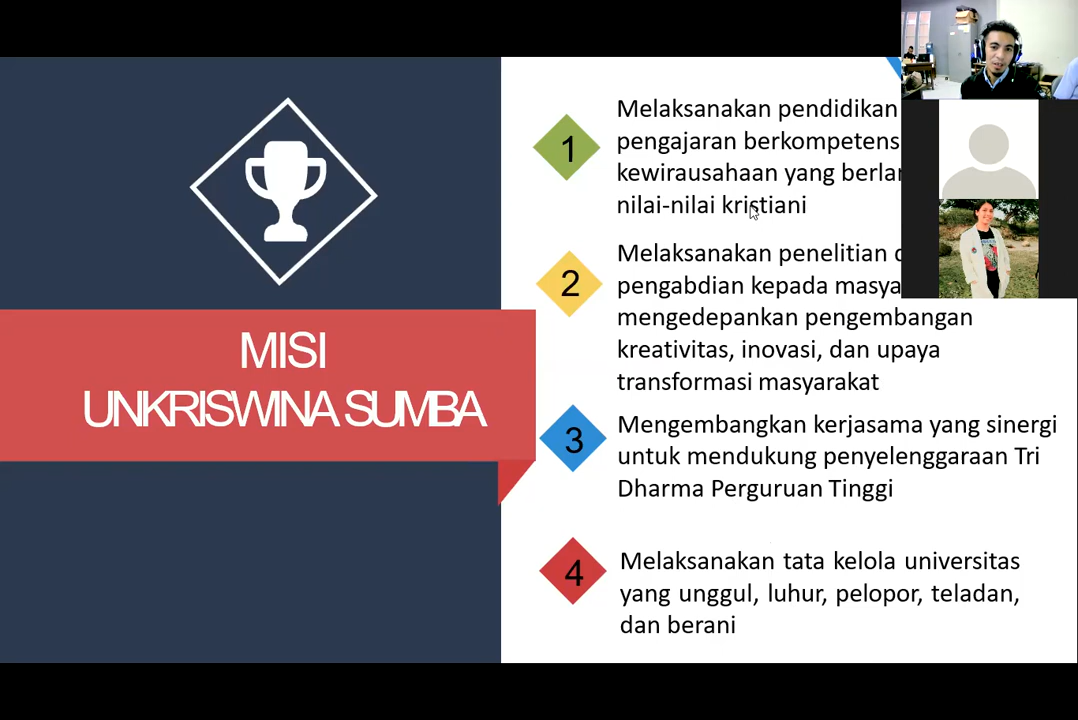 MISI
UNKRISWINA SUMBA
1
Melaksanakan pendidikan
pengajaran berkompetens
kewirausahaan yang
nilai-nilai kristiani
2
Melaksanakan penelitian
pengabdian kepada
mengedepankan pengembangan
kreativitas, inovasi, dan upaya
transformasi masyarakat
3
Mengembangkan kerjasama yang sinergi
untuk mendukung penyelenggaraan Tri
Dharma Perguruan Tinggi
4
Melaksanakan tata kelola universitas
yang unggul, luhur, pelopor, teladan,
dan berani